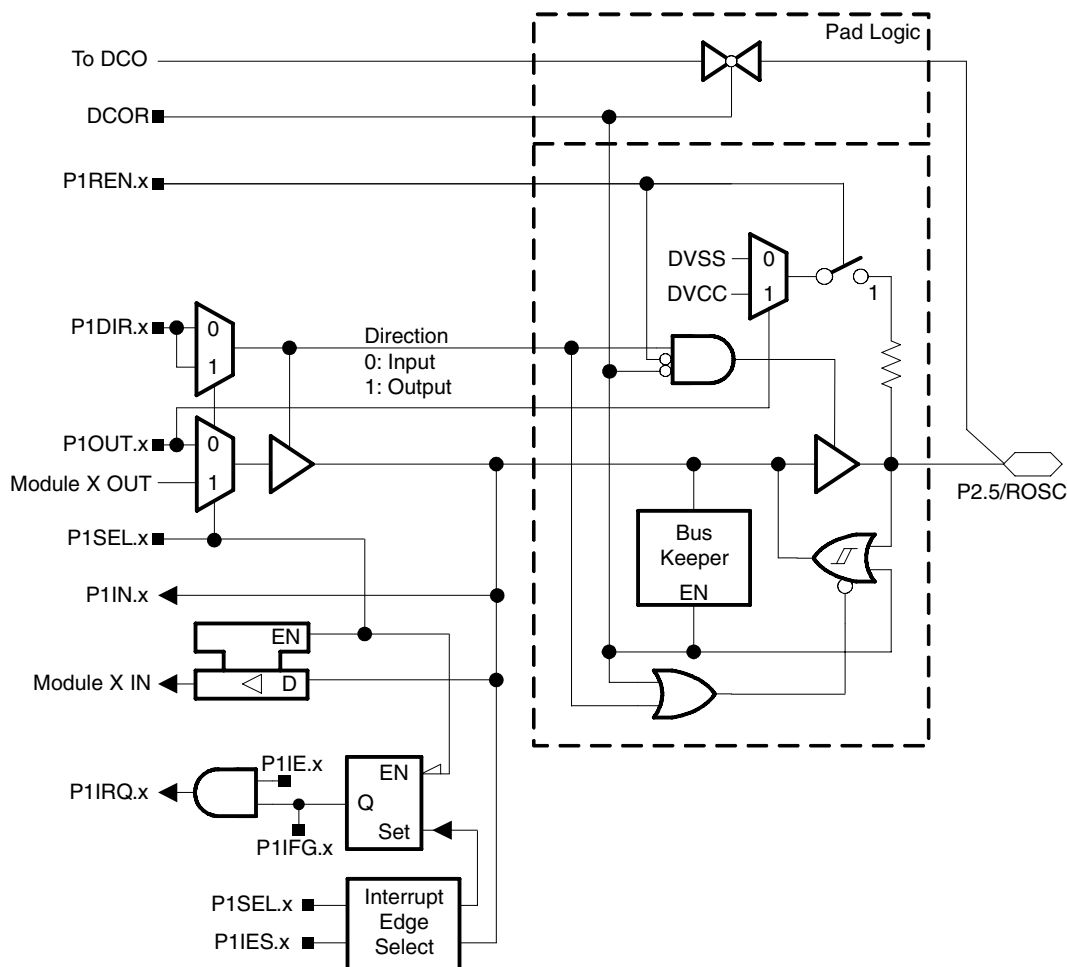 Pad Logic
To DCO
DCOR
P1REN.x
DVSS
0
DVCC
1
1
P1DIR.x
0
1
Direction
0: Input
1: Output
P1OUT.x
0
Module X OUT
1
P2.5/ROSC
P1SEL.x
Bus
Keeper
EN
P1IN.x
EN
Module X IN
D
P1IE.x
EN
P1IRQ.x
Q
Set
P1IFG.x
P1SEL.x
P1IES.x
Interrupt
Edge
Select